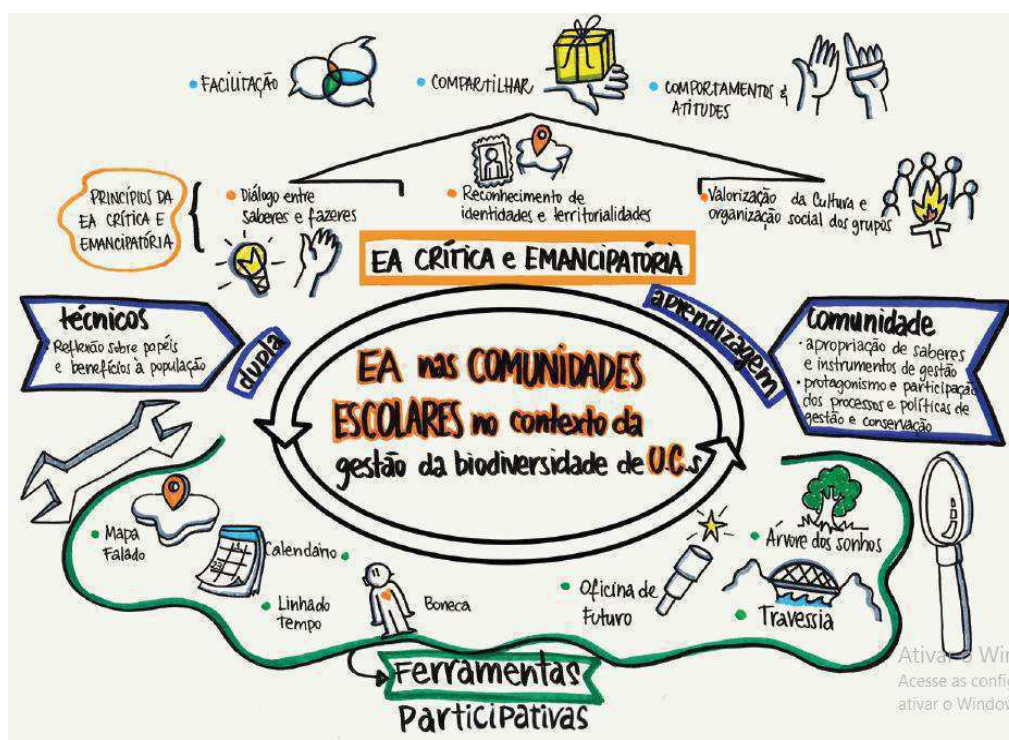 • FACILITAÇÃO
• COMPARTILHAR
• COMPORTAMENTOS &
ATITUDES
PRINCÍPIOS DA
EA CRÍTICA E
EMANCIPATÓRIA
• Diálogo entre
saberes e fazeres
• Reconhecimento de
identidades e territorialidades
• Valorização da Cultura e
organização social dos grupos
EA CRÍTICA e EMANCIPATÓRIA
técnicos
• Reflexão sobre papéis
e benefícios à população
dupla
aprendizagem
comunidade
• apropriação de saberes
e instrumentos de gestão
• protagonismo e participação
dos processos e políticas de
gestão e conservação
EA nas COMUNIDADES
ESCOLARES no contexto da
gestão da biodiversidade de U.C.s
• Mapa
Falado
Calendário •
• Linha do
Tempo
Boneca
• Oficina de
Futuro
• Árvore dos sonhos
• Travessia
Ferramentas
Participativas
Ativar o Win
Acesse as config
ativar o Window